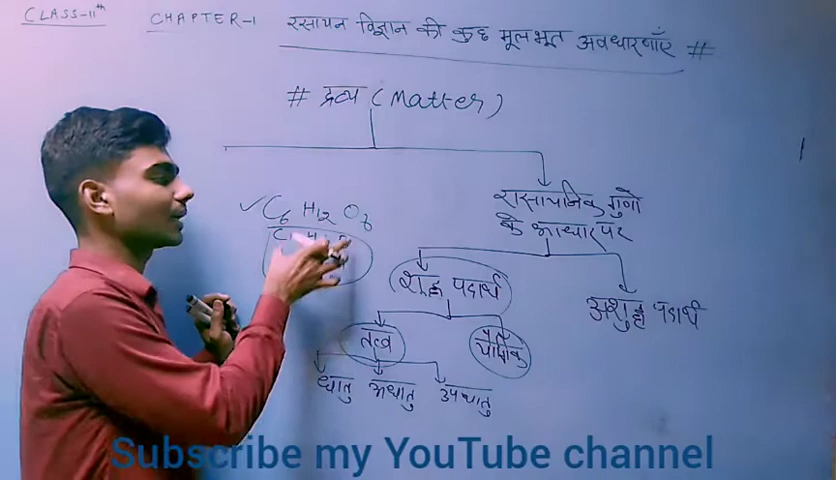 CLASS-11th CHAPTER-1 रसायन विज्ञान की कुछ मूलभूत अवधारणाएँ #
# द्रव्य (Matter)
रासायनिक गुणों
के आधार पर
C6 H12 O6
शुद्ध पदार्थ
अशुद्ध पदार्थ
तत्व
यौगिक
धातु अधातु उपधातु
Subscribe my YouTube channel